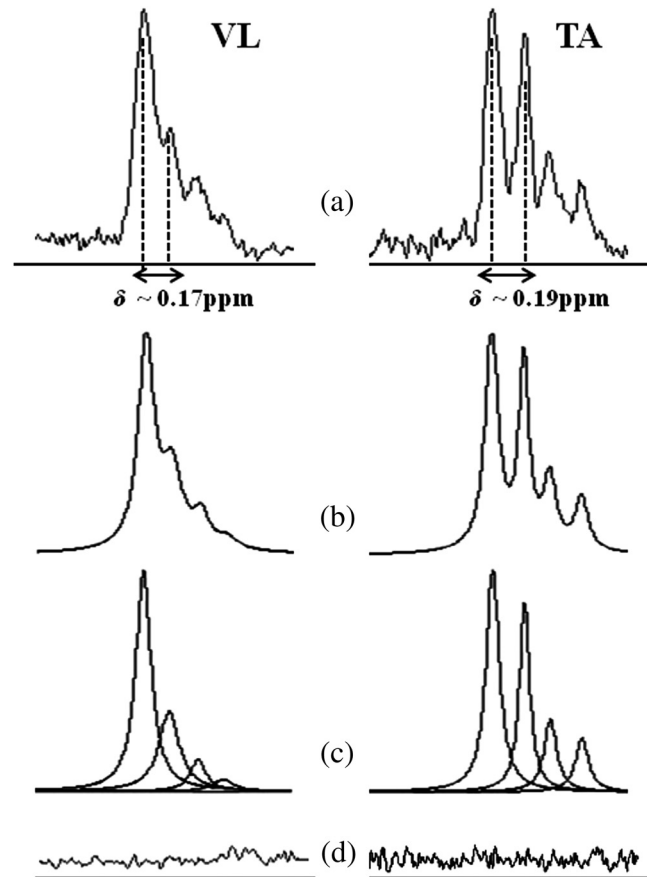 VL TA
(a)
δ ~ 0.17ppm δ ~ 0.19ppm
(b)
(c)
(d)